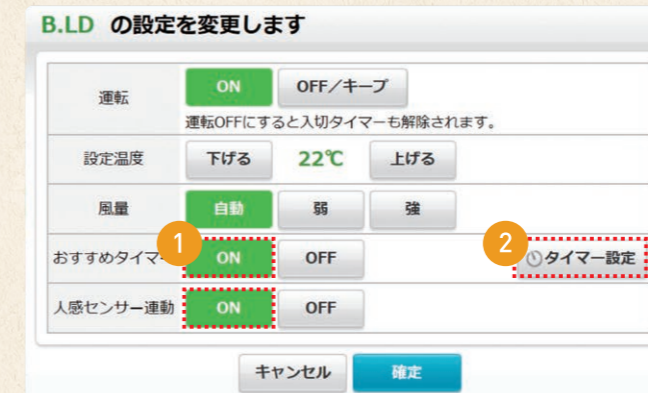 B.LD の設定を変更します
運転 ON OFF/キープ
運転OFFにすると入切タイマーも解除されます。
設定温度 下げる 22℃ 上げる
風量 自動 弱 強
1 2
おすすめタイマー ON OFF タイマー設定
人感センサー連動 ON OFF
キャンセル 確定